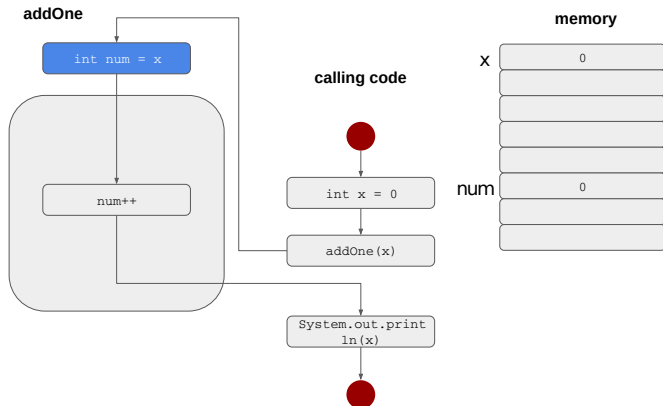 addOne
int num = x
num++
calling code
int x = 0
addOne(x)
System.out.print
ln(x)
memory
x
0
num
0